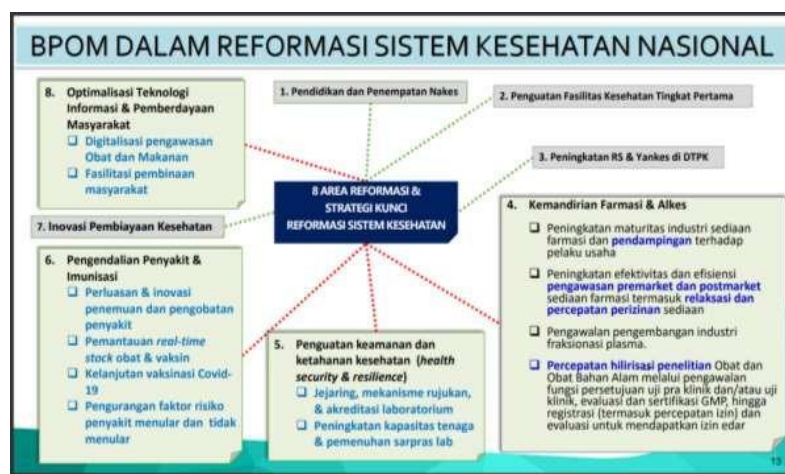 BPOM DALAM REFORMASI SISTEM KESEHATAN NASIONAL
8. Optimalisasi Teknologi
Informasi & Pemberdayaan
Masyarakat
Digitalisasi pengawasan
Obat dan Makanan
Fasilitasi pembinaan
masyarakat
1. Pendidikan dan Penempatan Nakes
2. Penguatan Fasilitas Kesehatan Tingkat Pertama
3. Peningkatan RS & Yankes di DTPK
8 AREA REFORMASI &
STRATEGI KUNCI
REFORMASI SISTEM KESEHATAN
7. Inovasi Pembiayaan Kesehatan
6. Pengendalian Penyakit &
Imunisasi
Perluasan & inovasi
penemuan dan pengobatan
penyakit
Pemantauan real-time
stock obat & vaksin
Kelanjutan vaksinasi Covid-
19
Pengurangan faktor risiko
penyakit menular dan tidak
menular
5. Penguatan keamanan dan
ketahanan kesehatan (health
security & resilience)
Jejaring, mekanisme rujukan,
& akreditasi laboratorium
Peningkatan kapasitas tenaga
& pemenuhan sarpras lab
4. Kemandirian Farmasi & Alkes
Peningkatan maturitas industri sediaan
farmasi dan pendampingan terhadap
pelaku usaha
Peningkatan efektivitas dan efisiensi
pengawasan premarket dan postmarket
sediaan farmasi termasuk relaksasi dan
percepatan perizinan sediaan
Pengawalan pengembangan industri
fraksionasi plasma.
Percepatan hilirisasi penelitian Obat dan
Obat Bahan Alam melalui pengawalan
fungsi persetujuan uji pra klinik dan/atau uji
klinik, evaluasi dan sertifikasi GMP, hingga
registrasi (termasuk percepatan izin) dan
evaluasi untuk mendapatkan izin edar
13